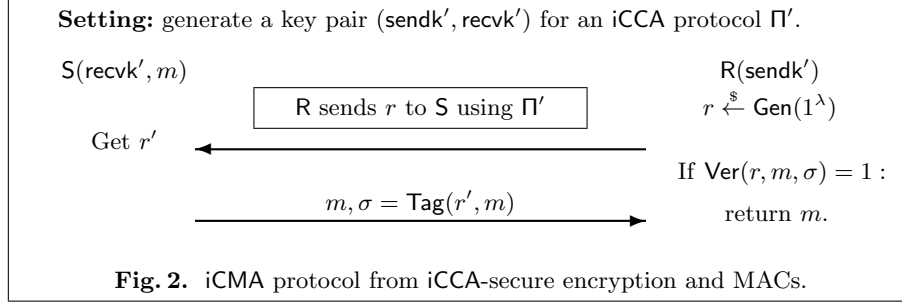 Setting: generate a key pair (sendk′, recvk′) for an iCCA protocol Π′.
S(recvk′, m)
R(sendk′)
R sends r to S using Π′
r $← Gen(1^λ)
Get r′
If Ver(r, m, σ) = 1 :
m, σ = Tag(r′, m)
return m.
Fig. 2. iCMA protocol from iCCA-secure encryption and MACs.